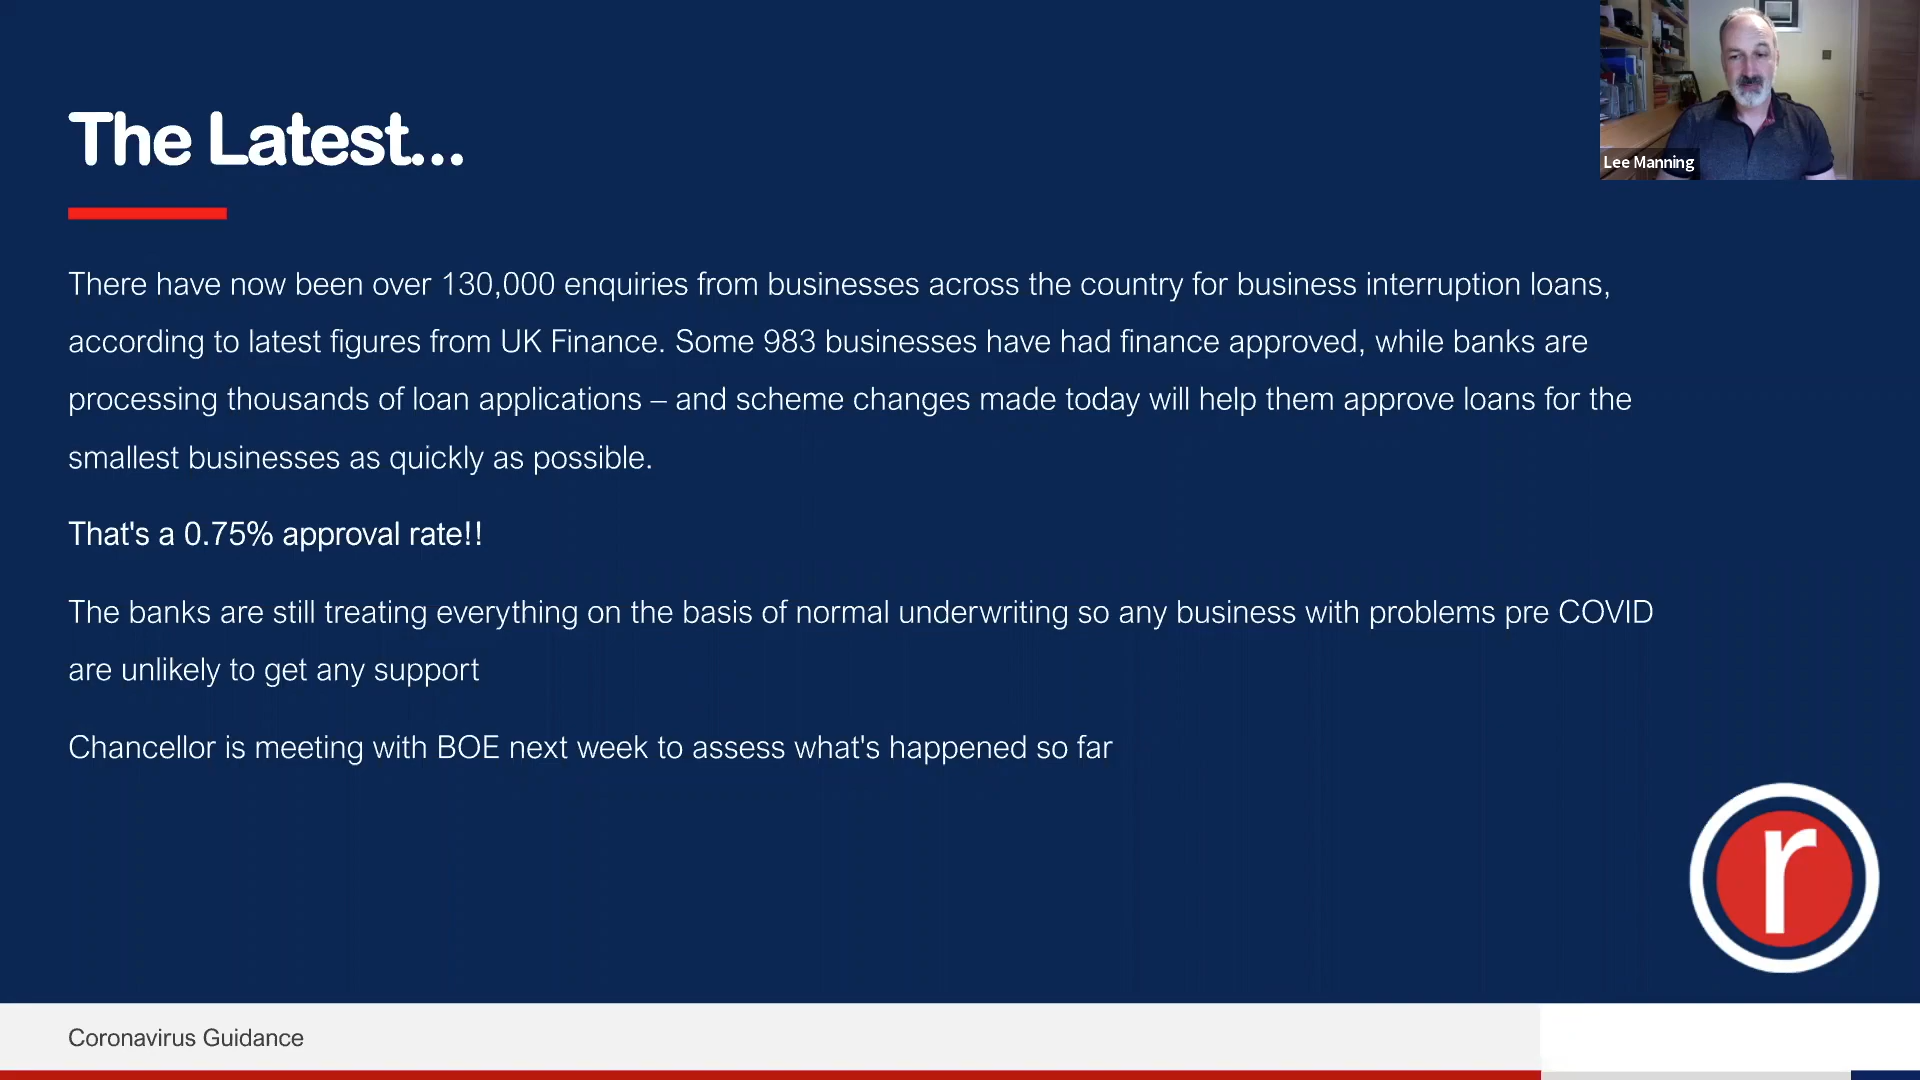 The Latest...
Lee Manning
There have now been over 130,000 enquiries from businesses across the country for business interruption loans,
according to latest figures from UK Finance. Some 983 businesses have had finance approved, while banks are
processing thousands of loan applications – and scheme changes made today will help them approve loans for the
smallest businesses as quickly as possible.
That's a 0.75% approval rate!!
The banks are still treating everything on the basis of normal underwriting so any business with problems pre COVID
are unlikely to get any support
Chancellor is meeting with BOE next week to assess what's happened so far
r
Coronavirus Guidance